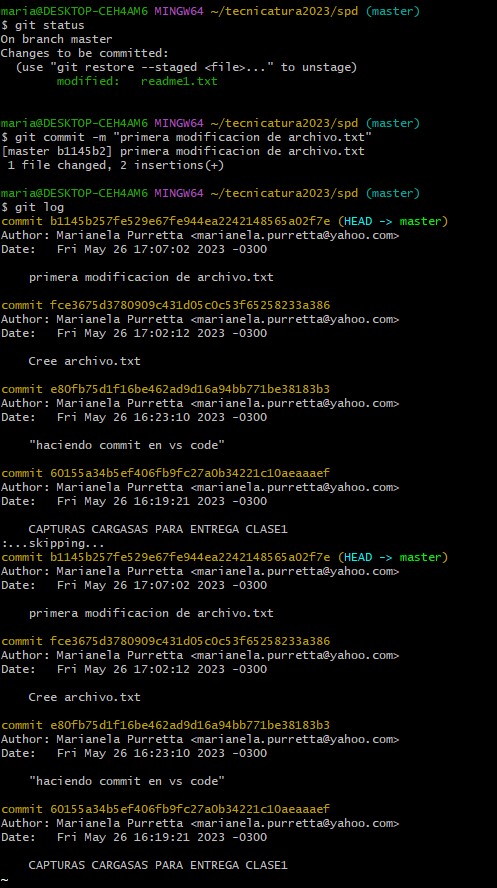 maria@DESKTOP-CEH4AM6 MINGW64 ~/tecnicatura2023/spd (master)
$ git status
On branch master
Changes to be committed:
  (use "git restore --staged <file>..." to unstage)
        modified:   readme1.txt
maria@DESKTOP-CEH4AM6 MINGW64 ~/tecnicatura2023/spd (master)
$ git commit -m "primera modificacion de archivo.txt"
[master b1145b2] primera modificacion de archivo.txt
 1 file changed, 2 insertions(+)
maria@DESKTOP-CEH4AM6 MINGW64 ~/tecnicatura2023/spd (master)
$ git log
commit b1145b257fe529e67fe944ea2242148565a02f7e (HEAD -> master)
Author: Marianela Purretta <marianela.purretta@yahoo.com>
Date:   Fri May 26 17:07:02 2023 -0300
    primera modificacion de archivo.txt
commit fce3675d3780909c431d05c0c53f65258233a386
Author: Marianela Purretta <marianela.purretta@yahoo.com>
Date:   Fri May 26 17:02:12 2023 -0300
    Cree archivo.txt
commit e80fb75d1f16be462ad9d16a94bb771be38183b3
Author: Marianela Purretta <marianela.purretta@yahoo.com>
Date:   Fri May 26 16:23:10 2023 -0300
    "haciendo commit en vs code"
commit 60155a34b5ef406fb9fc27a0b34221c10aeaaaef
Author: Marianela Purretta <marianela.purretta@yahoo.com>
Date:   Fri May 26 16:19:21 2023 -0300
    CAPTURAS CARGASAS PARA ENTREGA CLASE1
:...skipping...
commit b1145b257fe529e67fe944ea2242148565a02f7e (HEAD -> master)
Author: Marianela Purretta <marianela.purretta@yahoo.com>
Date:   Fri May 26 17:07:02 2023 -0300
    primera modificacion de archivo.txt
commit fce3675d3780909c431d05c0c53f65258233a386
Author: Marianela Purretta <marianela.purretta@yahoo.com>
Date:   Fri May 26 17:02:12 2023 -0300
    Cree archivo.txt
commit e80fb75d1f16be462ad9d16a94bb771be38183b3
Author: Marianela Purretta <marianela.purretta@yahoo.com>
Date:   Fri May 26 16:23:10 2023 -0300
    "haciendo commit en vs code"
commit 60155a34b5ef406fb9fc27a0b34221c10aeaaaef
Author: Marianela Purretta <marianela.purretta@yahoo.com>
Date:   Fri May 26 16:19:21 2023 -0300
    CAPTURAS CARGASAS PARA ENTREGA CLASE1
~